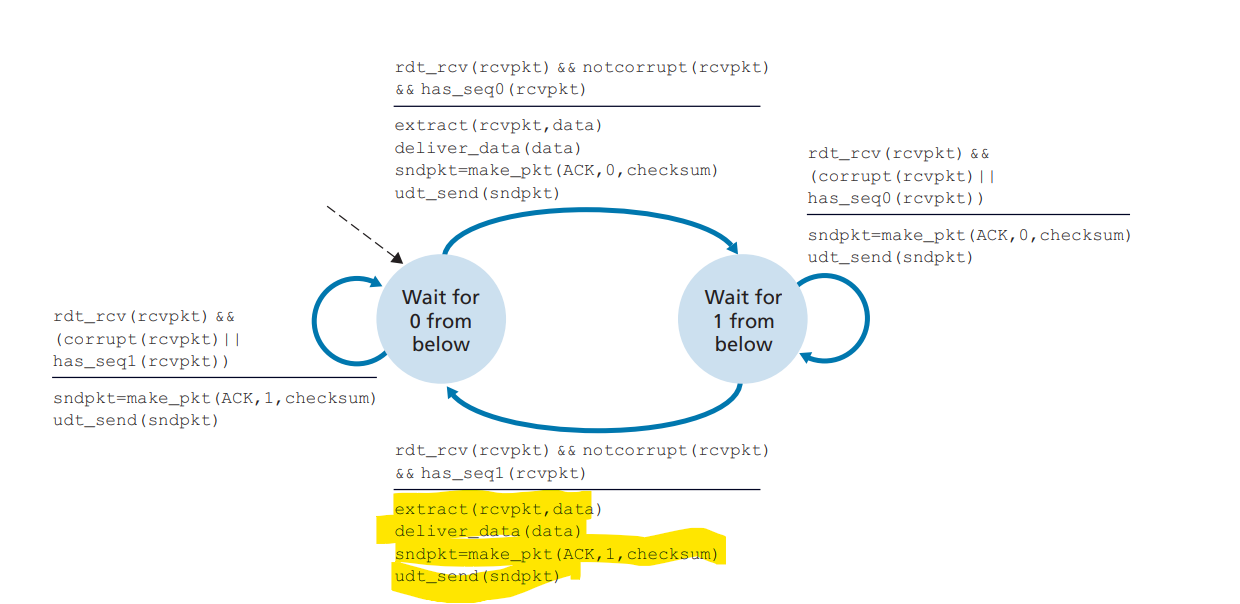 rdt_rcv(rcvpkt) && notcorrupt(rcvpkt)
&& has_seq0(rcvpkt)
extract(rcvpkt,data)
deliver_data(data)
sndpkt=make_pkt(ACK,0,checksum)
udt_send(sndpkt)
rdt_rcv(rcvpkt) &&
(corrupt(rcvpkt)||
has_seq0(rcvpkt))
sndpkt=make_pkt(ACK,0,checksum)
udt_send(sndpkt)
Wait for
0 from
below
Wait for
1 from
below
rdt_rcv(rcvpkt) &&
(corrupt(rcvpkt)||
has_seq1(rcvpkt))
sndpkt=make_pkt(ACK,1,checksum)
udt_send(sndpkt)
rdt_rcv(rcvpkt) && notcorrupt(rcvpkt)
&& has_seq1(rcvpkt)
extract(rcvpkt,data)
deliver_data(data)
sndpkt=make_pkt(ACK,1,checksum)
udt_send(sndpkt)